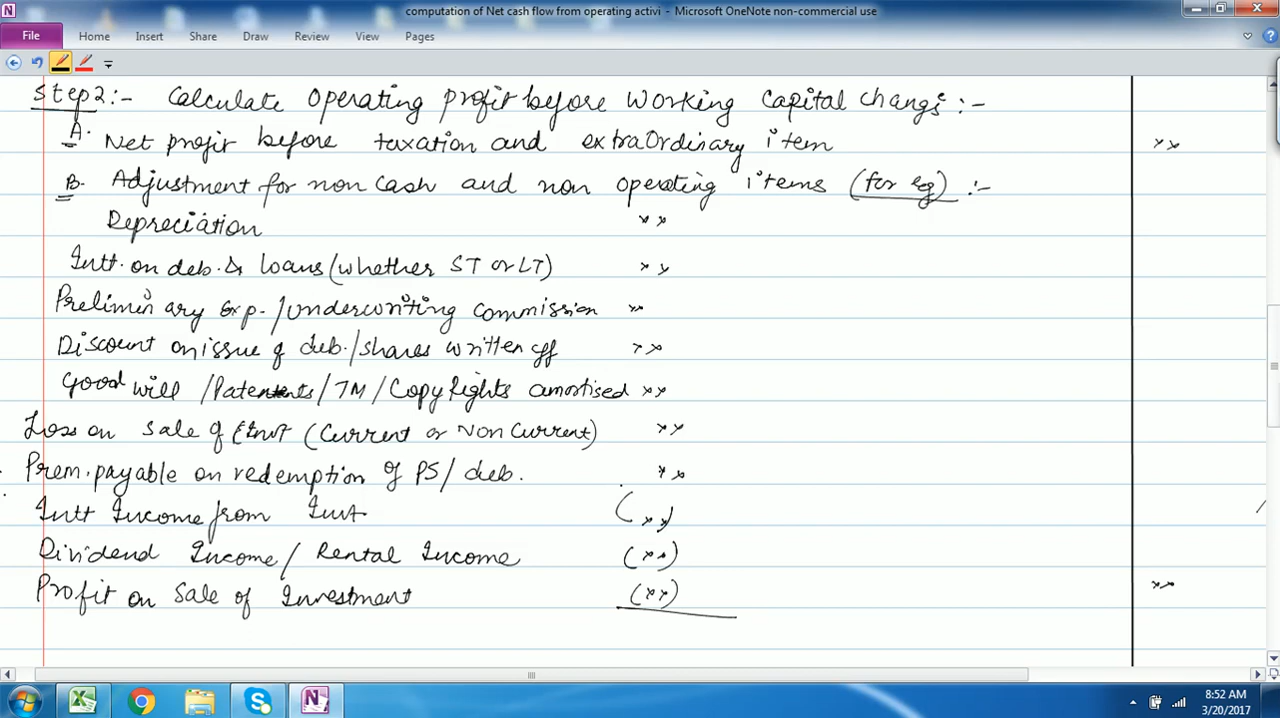 computation of Net cash flow from operating activi - Microsoft OneNote non-commercial use
File Home Insert Share Draw Review View Pages
Step2:- Calculate Operating profit before Working Capital Changes:-
A. Net profit before taxation and extraOrdinary item xx
B. Adjustment for non cash and non operating items (for eg) :-
Depreciation xx
Intt. on deb. & loans (whether ST or LT) xx
Preliminary Exp./underwriting commission xx
Discount on issue of deb./shares written off xx
Goodwill/Patents/TM/CopyRights amortised xx
Loss on sale of Invt (Current or Non Current) xx
Prem. payable on redemption of PS/deb. xx
Intt Income from Invt (xx)
Dividend Income/Rental Income (xx)
Profit on Sale of Investment (xx) xx
8:52 AM
3/20/2017